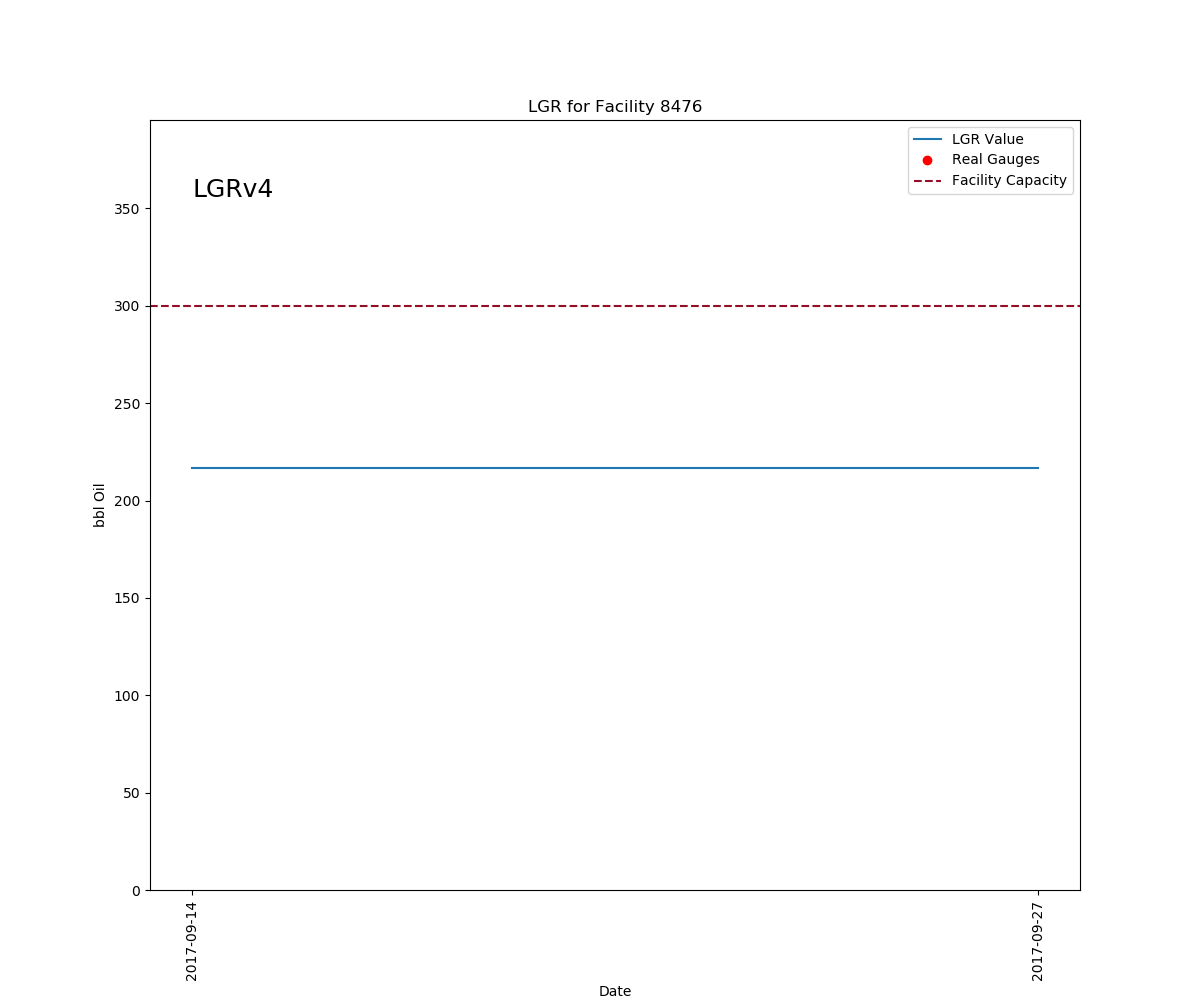 LGR for Facility 8476
LGR Value
Real Gauges
Facility Capacity
LGRv4
350
300
250
200
150
100
50
0
bbl Oil
2017-09-14
2017-09-27
Date